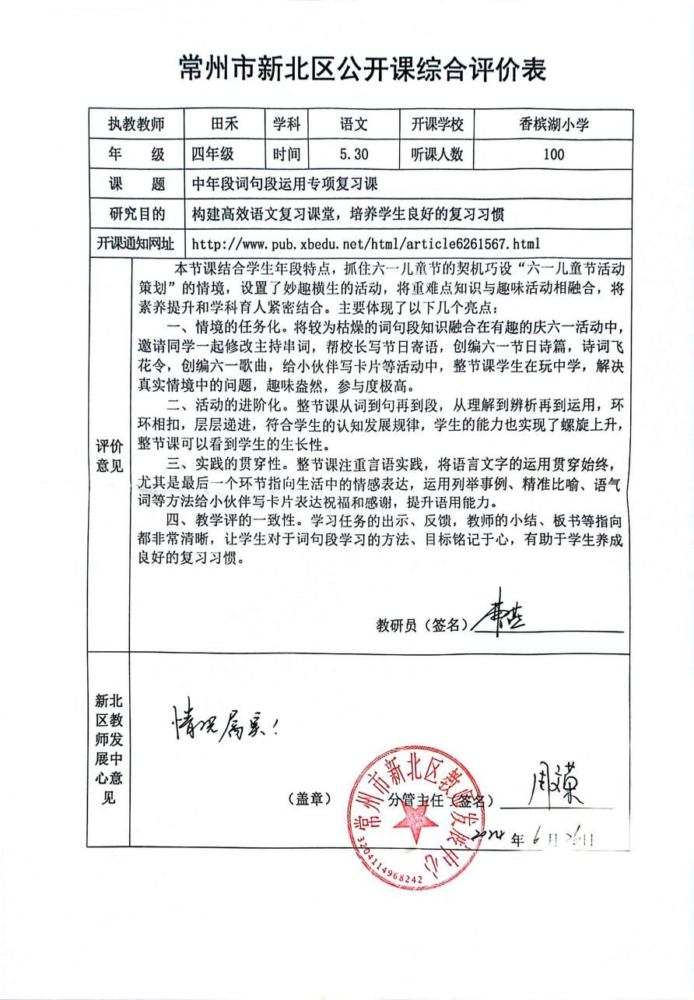 常州市新北区公开课综合评价表
执教教师 田禾 学科 语文 开课学校 香槟湖小学
年 级 四年级 时间 5.30 听课人数 100
课 题 中年段词句段运用专项复习课
研究目的 构建高效语文复习课堂，培养学生良好的复习习惯
开课通知网址 http://www.pub.xbedu.net/html/article6261567.html
本节课结合学生年段特点，抓住六一儿童节的契机巧设“六一儿童节活动
策划”的情境，设置了妙趣横生的活动，将重难点知识与趣味活动相融合，将
素养提升和学科育人紧密结合。主要体现了以下几个亮点：
一、情境的任务化。将较为枯燥的词句段知识融合在有趣的庆六一活动中，
邀请同学一起修改主持串词，帮校长写节日寄语，创编六一节日诗篇，诗词飞
花令，创编六一歌曲，给小伙伴写卡片等活动中，整节课学生在玩中学，解决
真实情境中的问题，趣味盎然，参与度极高。
二、活动的进阶化。整节课从词到句再到段，从理解到辨析再到运用，环
环相扣，层层递进，符合学生的认知发展规律，学生的能力也实现了螺旋上升，
整节课可以看到学生的生长性。
三、实践的贯穿性。整节课注重言语实践，将语言文字的运用贯穿始终，
尤其是最后一个环节指向生活中的情感表达，运用列举事例、精准比喻、语气
词等方法给小伙伴写卡片表达祝福和感谢，提升语用能力。
四、教学评的一致性。学习任务的出示、反馈，教师的小结、板书等指向
都非常清晰，让学生对于词句段学习的方法、目标铭记于心，有助于学生养成
良好的复习习惯。
评价
意见
教研员（签名）
新北
区教
师发
展中
心意
见
情况属实！
（盖章） 分管主任（签名）
2024 年 6 月 26 日
常州市新北区教师发展中心
3204114968242